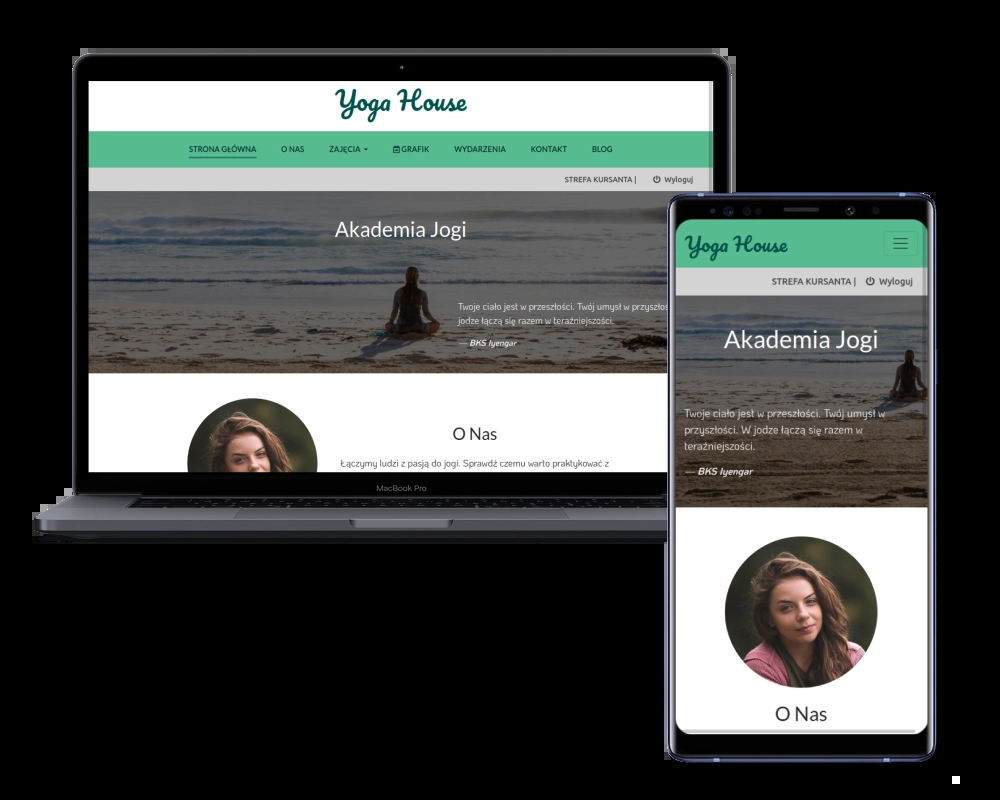 Yoga House
STRONA GŁÓWNA O NAS ZAJĘCIA GRAFIK WYDARZENIA KONTAKT BLOG
STREFA KURSANTA | Wyloguj
Akademia Jogi
Twoje ciało jest w przeszłości. Twój umysł w
jodze łączą się razem w teraźniejszości.
— BKS Iyengar
O Nas
Łączymy ludzi z pasją do jogi. Sprawdź czemu warto praktykować z
MacBook Pro
Yoga House
STREFA KURSANTA | Wyloguj
Akademia Jogi
Twoje ciało jest w przeszłości. Twój umysł w
przyszłości. W jodze łączą się razem w
teraźniejszości.
— BKS Iyengar
O Nas